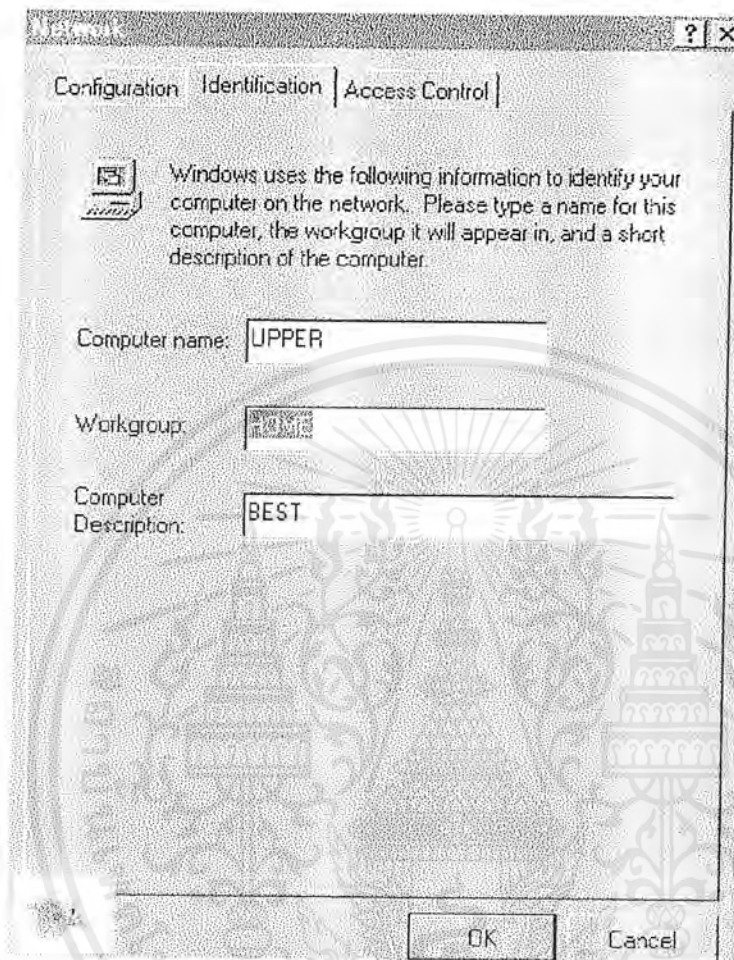 Network
Configuration Identification Access Control
Windows uses the following information to identify your
computer on the network. Please type a name for this
computer, the workgroup it will appear in, and a short
description of the computer.
Computer name: UPPER
Workgroup:
Computer
Description: BEST
OK Cancel